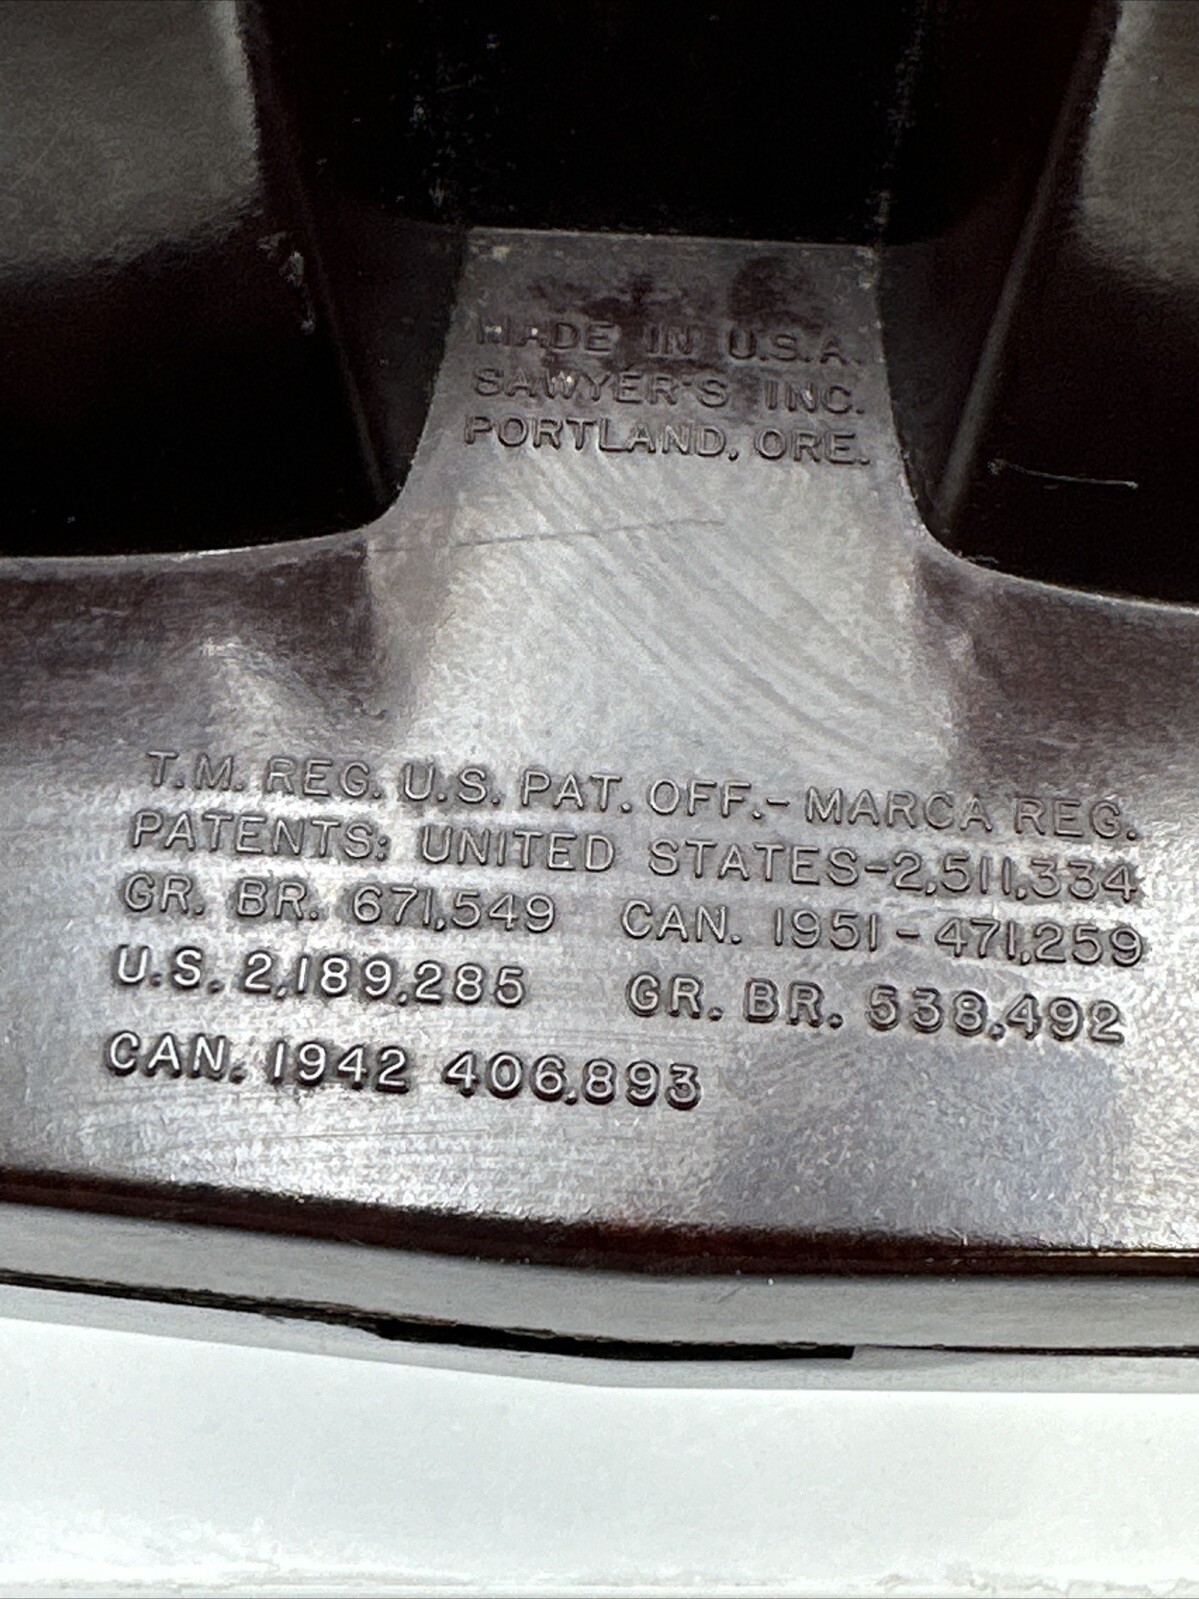 MADE IN U.S.A.
SAWYER'S INC.
PORTLAND, ORE.
T.M. REG. U.S. PAT. OFF.- MARCA REG.
PATENTS: UNITED STATES-2,511,334
GR. BR. 671,549 CAN. 1951-471,259
U.S. 2,189,285 GR. BR. 538,492
CAN. 1942 406,893